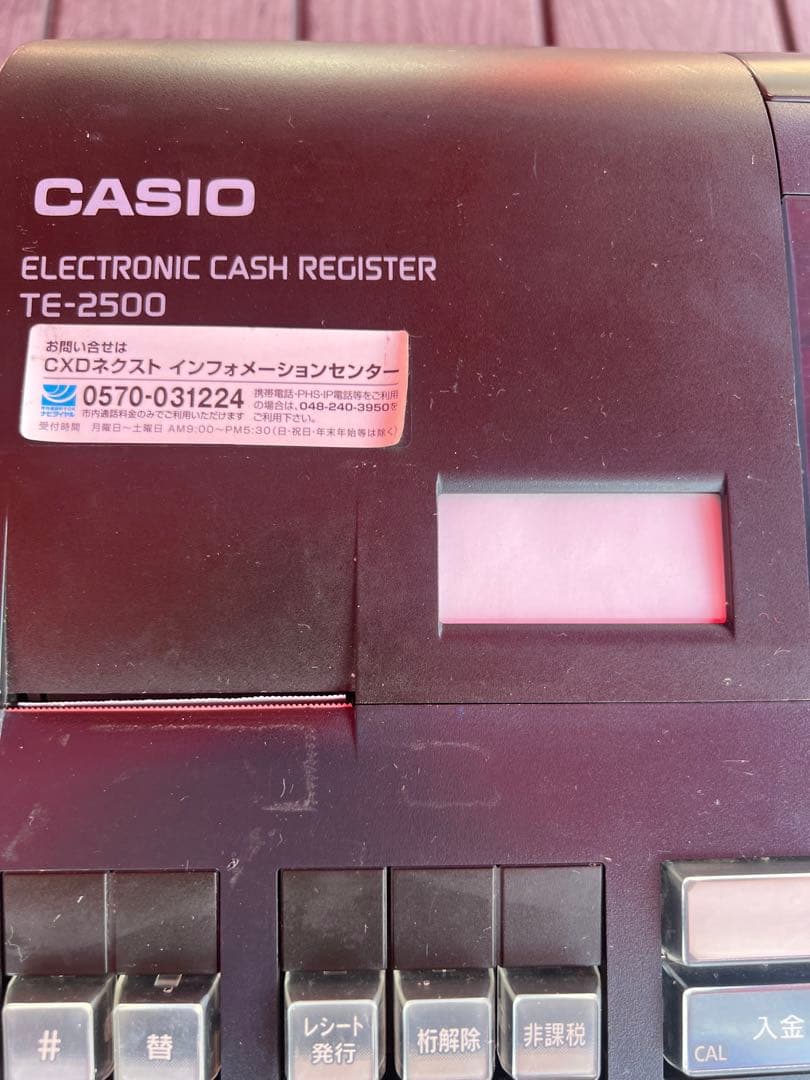 CASIO
ELECTRONIC CASH REGISTER
TE-2500
お問い合せは
CXDネクスト インフォメーションセンター
ナビダイヤル
0570-031224
市内通話料金のみでご利用いただけます
携帯電話・PHS・IP電話等をご利用
の場合は、048-240-3950を
ご利用下さい。
受付時間 月曜日〜土曜日 AM9:00〜PM5:30(日・祝日・年末年始等は除く)
# 替 レシート発行 桁解除 非課税 入金 CAL